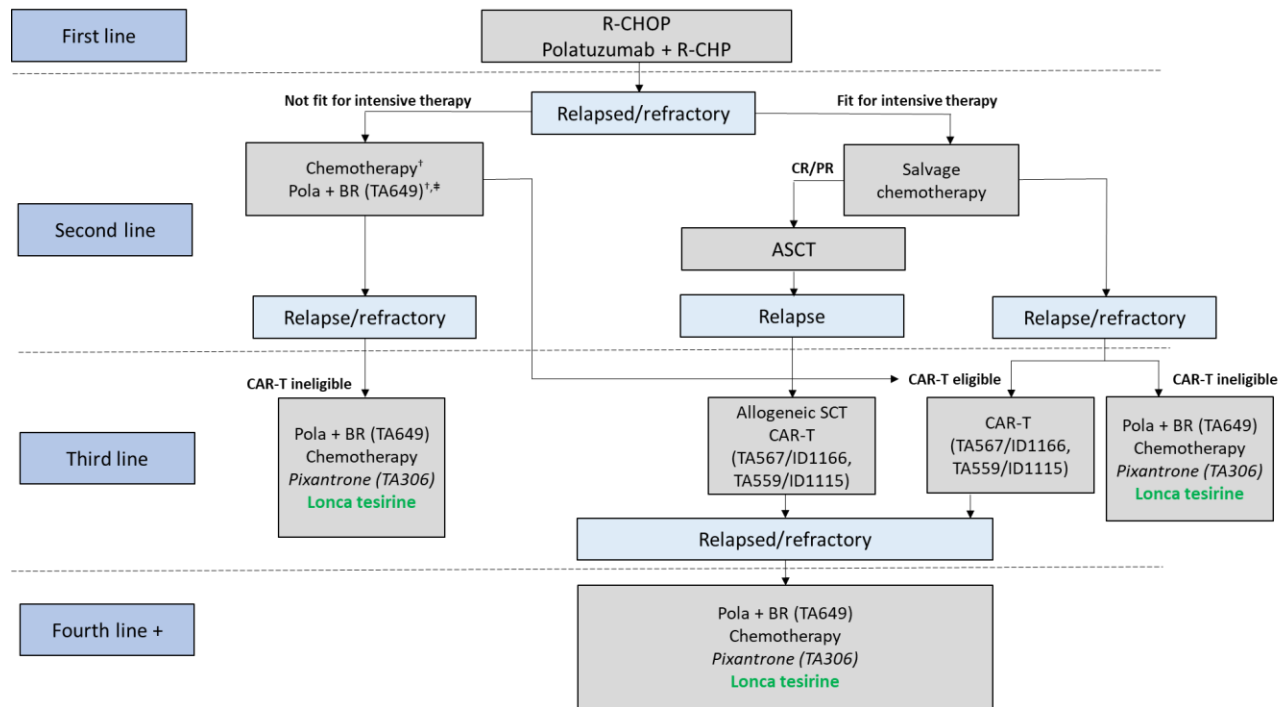 First line
R-CHOP
Polatuzumab + R-CHP
Not fit for intensive therapy
Fit for intensive therapy
Relapsed/refractory
Second line
Chemotherapy†
Pola + BR (TA649)†,ǂ
CR/PR
Salvage
chemotherapy
ASCT
Relapse/refractory
Relapse
Relapse/refractory
Third line
CAR-T ineligible
CAR-T eligible
CAR-T ineligible
Pola + BR (TA649)
Chemotherapy
Pixantrone (TA306)
Lonca tesirine
Allogeneic SCT
CAR-T
(TA567/ID1166,
TA559/ID1115)
CAR-T
(TA567/ID1166,
TA559/ID1115)
Pola + BR (TA649)
Chemotherapy
Pixantrone (TA306)
Lonca tesirine
Relapsed/refractory
Fourth line +
Pola + BR (TA649)
Chemotherapy
Pixantrone (TA306)
Lonca tesirine